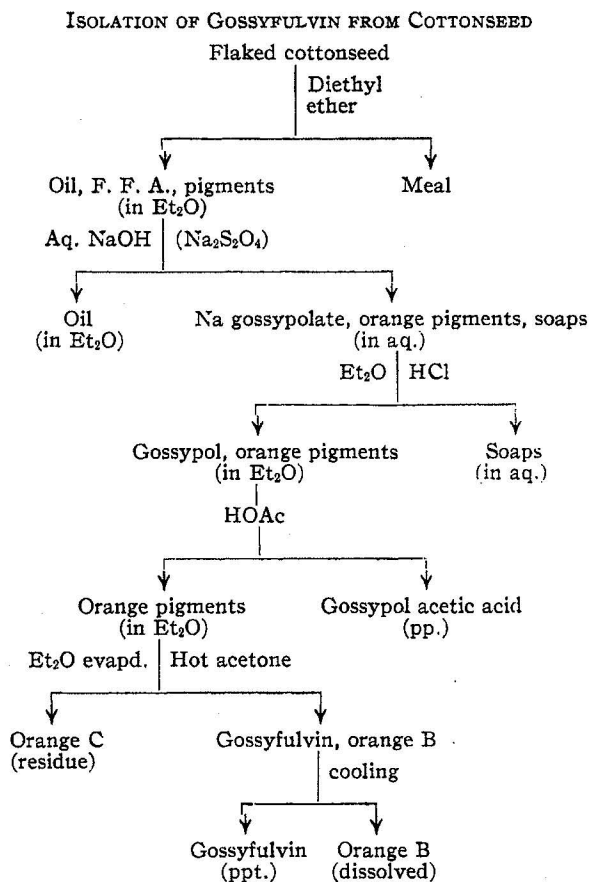 ISOLATION OF GOSSYFULVIN FROM COTTONSEED
Flaked cottonseed
Diethyl
ether
Oil, F. F. A., pigments
(in Et₂O)
Meal
Aq. NaOH (Na₂S₂O₄)
Oil
(in Et₂O)
Na gossypolate, orange pigments, soaps
(in aq.)
Et₂O HCl
Gossypol, orange pigments
(in Et₂O)
Soaps
(in aq.)
HOAc
Orange pigments
(in Et₂O)
Gossypol acetic acid
(pp.)
Et₂O evapd. Hot acetone
Orange C
(residue)
Gossyfulvin, orange B
cooling
Gossyfulvin
(ppt.)
Orange B
(dissolved)